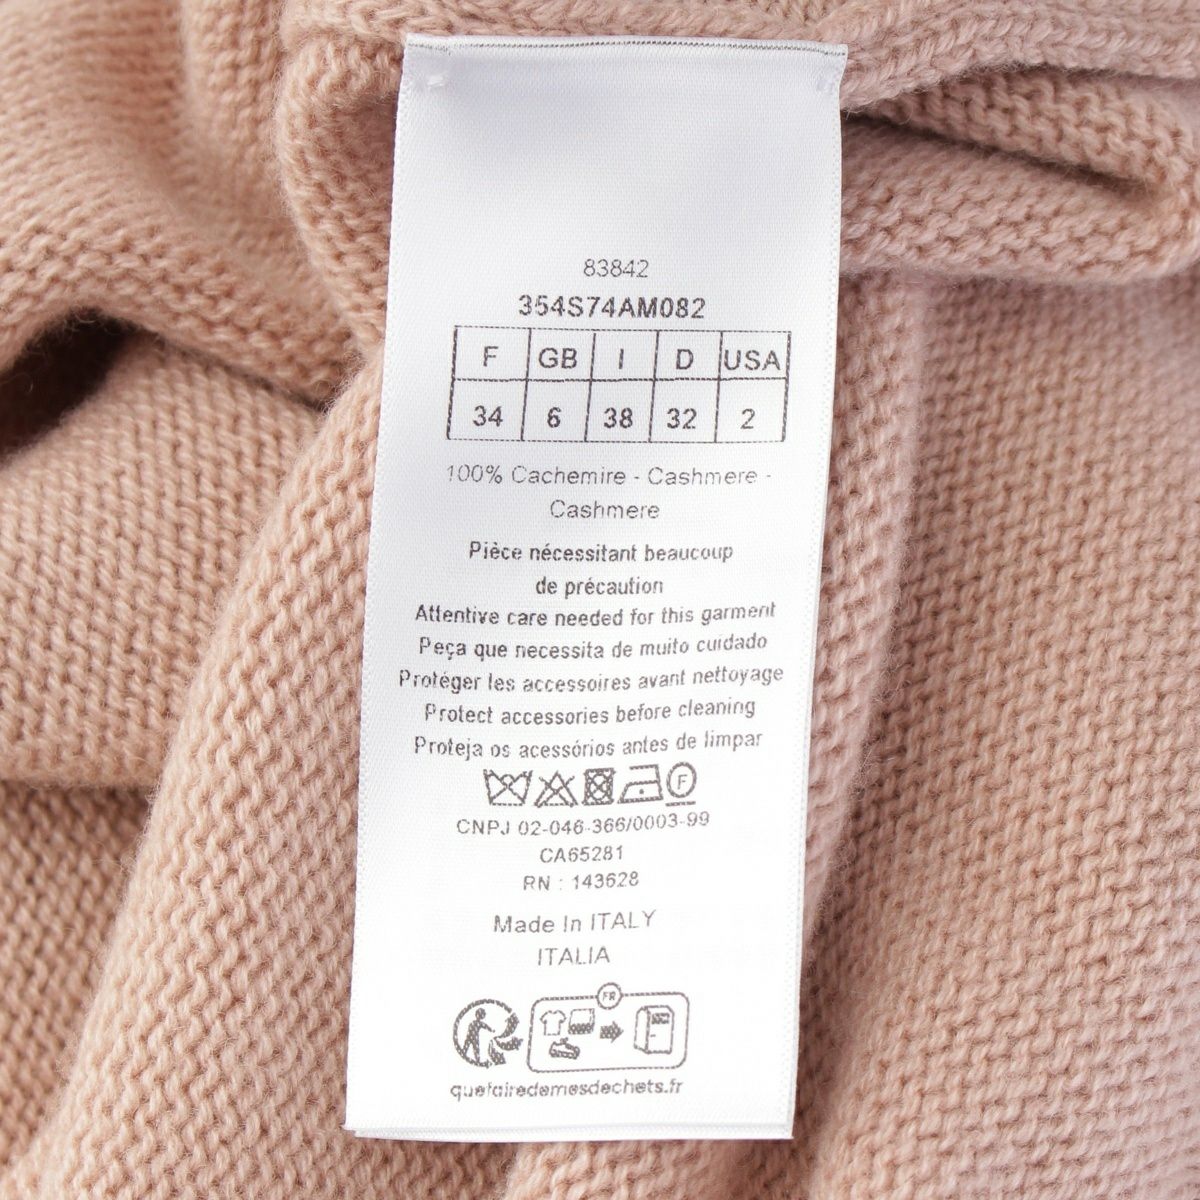 83842
354S74AM082
F GB I D USA
34 6 38 32 2
100% Cachemire - Cashmere -
Cashmere
Pièce nécessitant beaucoup
de précaution
Attentive care needed for this garment
Peça que necessita de muito cuidado
Protéger les accessoires avant nettoyage
Protect accessories before cleaning
Proteja os acessórios antes de limpar
F
CNPJ 02-046-366/0003-99
CA65281
RN : 143628
Made In ITALY
ITALIA
FR
quefairedemesdechets.fr